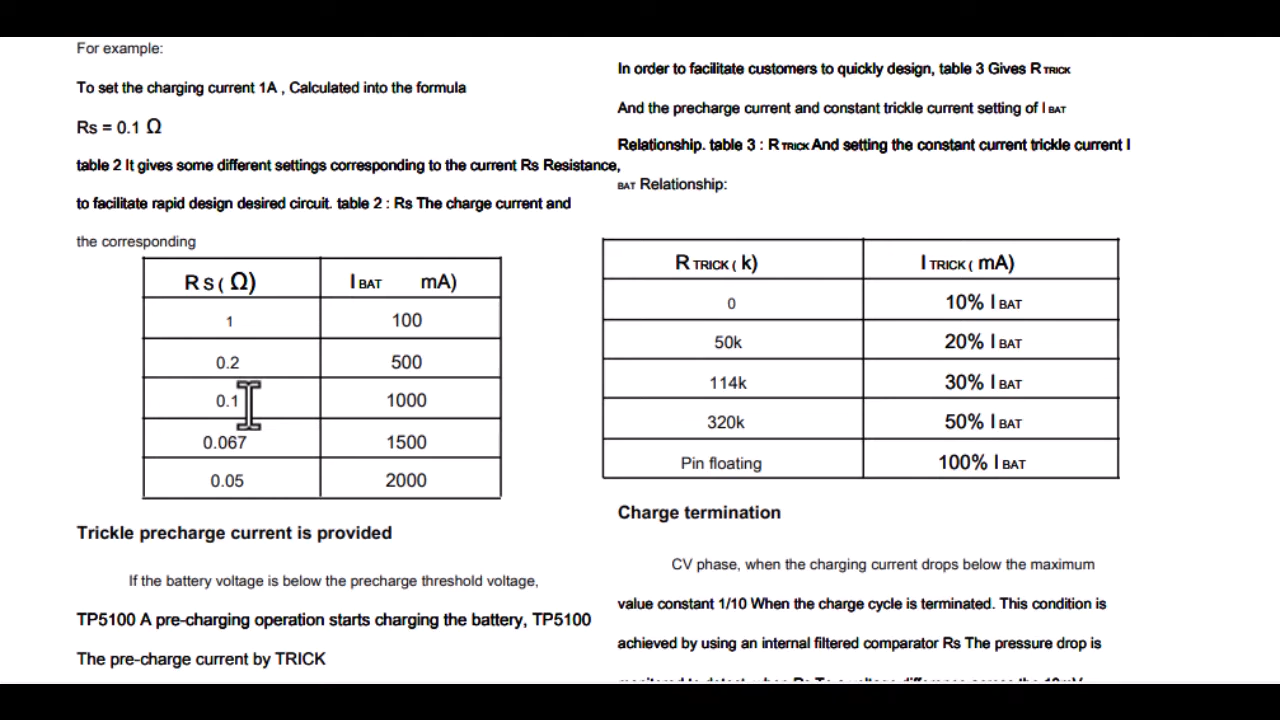 For example:
To set the charging current 1A , Calculated into the formula
Rs = 0.1 Ω
table 2 It gives some different settings corresponding to the current Rs Resistance,
to facilitate rapid design desired circuit. table 2 : Rs The charge current and
the corresponding
R S ( Ω) I BAT mA)
1 100
0.2 500
0.1 1000
0.067 1500
0.05 2000
Trickle precharge current is provided
If the battery voltage is below the precharge threshold voltage,
TP5100 A pre-charging operation starts charging the battery, TP5100
The pre-charge current by TRICK
In order to facilitate customers to quickly design, table 3 Gives R TRICK
And the precharge current and constant trickle current setting of I BAT
Relationship. table 3 : R TRICK And setting the constant current trickle current I
BAT Relationship:
R TRICK ( k) I TRICK ( mA)
0 10% I BAT
50k 20% I BAT
114k 30% I BAT
320k 50% I BAT
Pin floating 100% I BAT
Charge termination
CV phase, when the charging current drops below the maximum
value constant 1/10 When the charge cycle is terminated. This condition is
achieved by using an internal filtered comparator Rs The pressure drop is